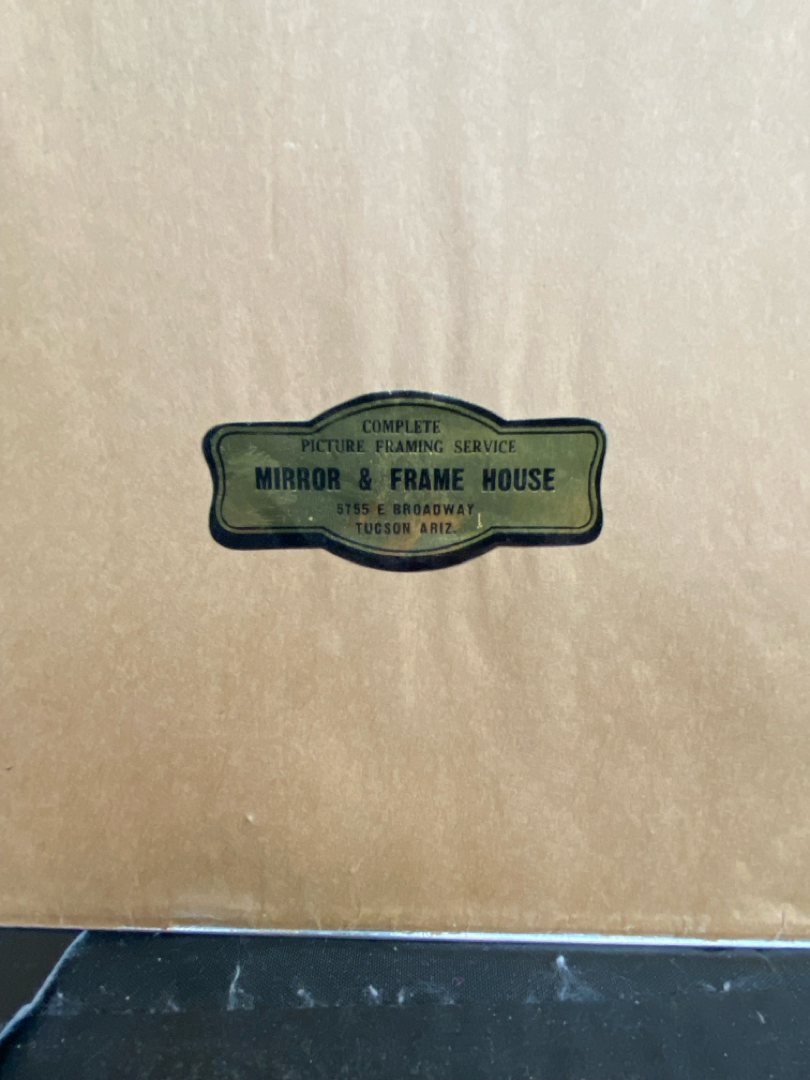 COMPLETE
PICTURE FRAMING SERVICE
MIRROR & FRAME HOUSE
5755 E BROADWAY
TUCSON ARIZ.